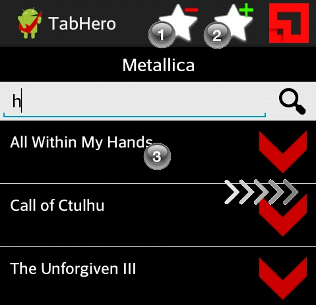 TabHero
1
2
Metallica
h
All Within My Hands
3
Call of Ctulhu
The Unforgiven III